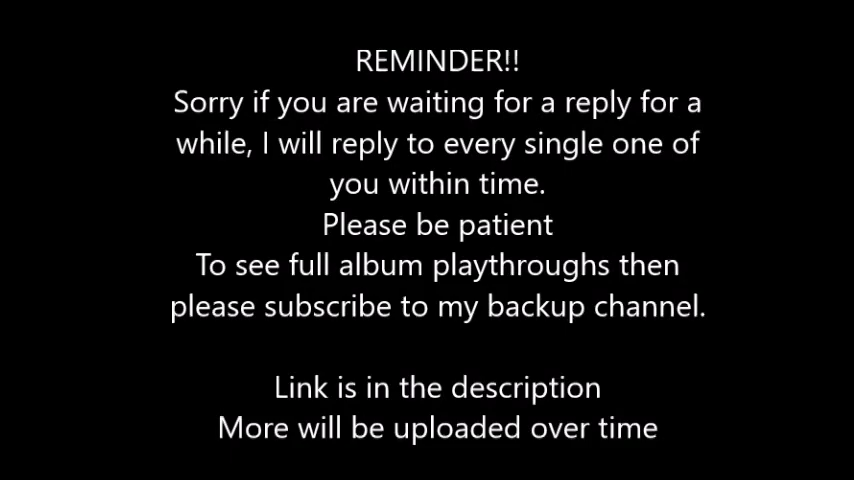 REMINDER!!
Sorry if you are waiting for a reply for a
while, I will reply to every single one of
you within time.
Please be patient
To see full album playthroughs then
please subscribe to my backup channel.
Link is in the description
More will be uploaded over time